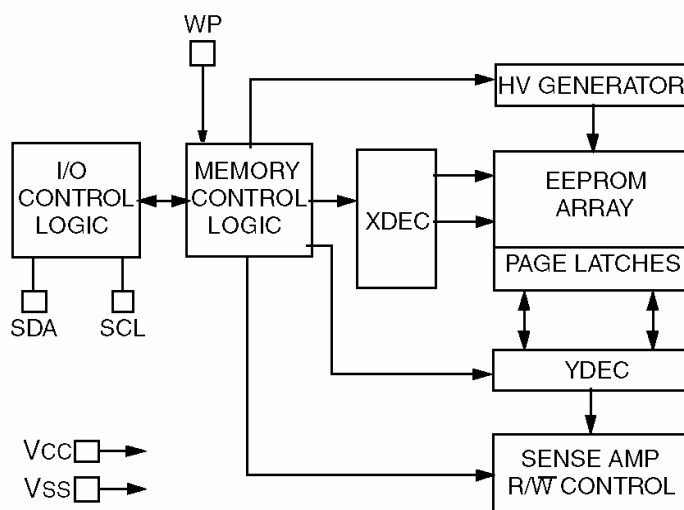 WP
HV GENERATOR
I/O
CONTROL
LOGIC
MEMORY
CONTROL
LOGIC
XDEC
EEPROM
ARRAY
PAGE LATCHES
SDA
SCL
YDEC
VCC
VSS
SENSE AMP
R/W̅ CONTROL